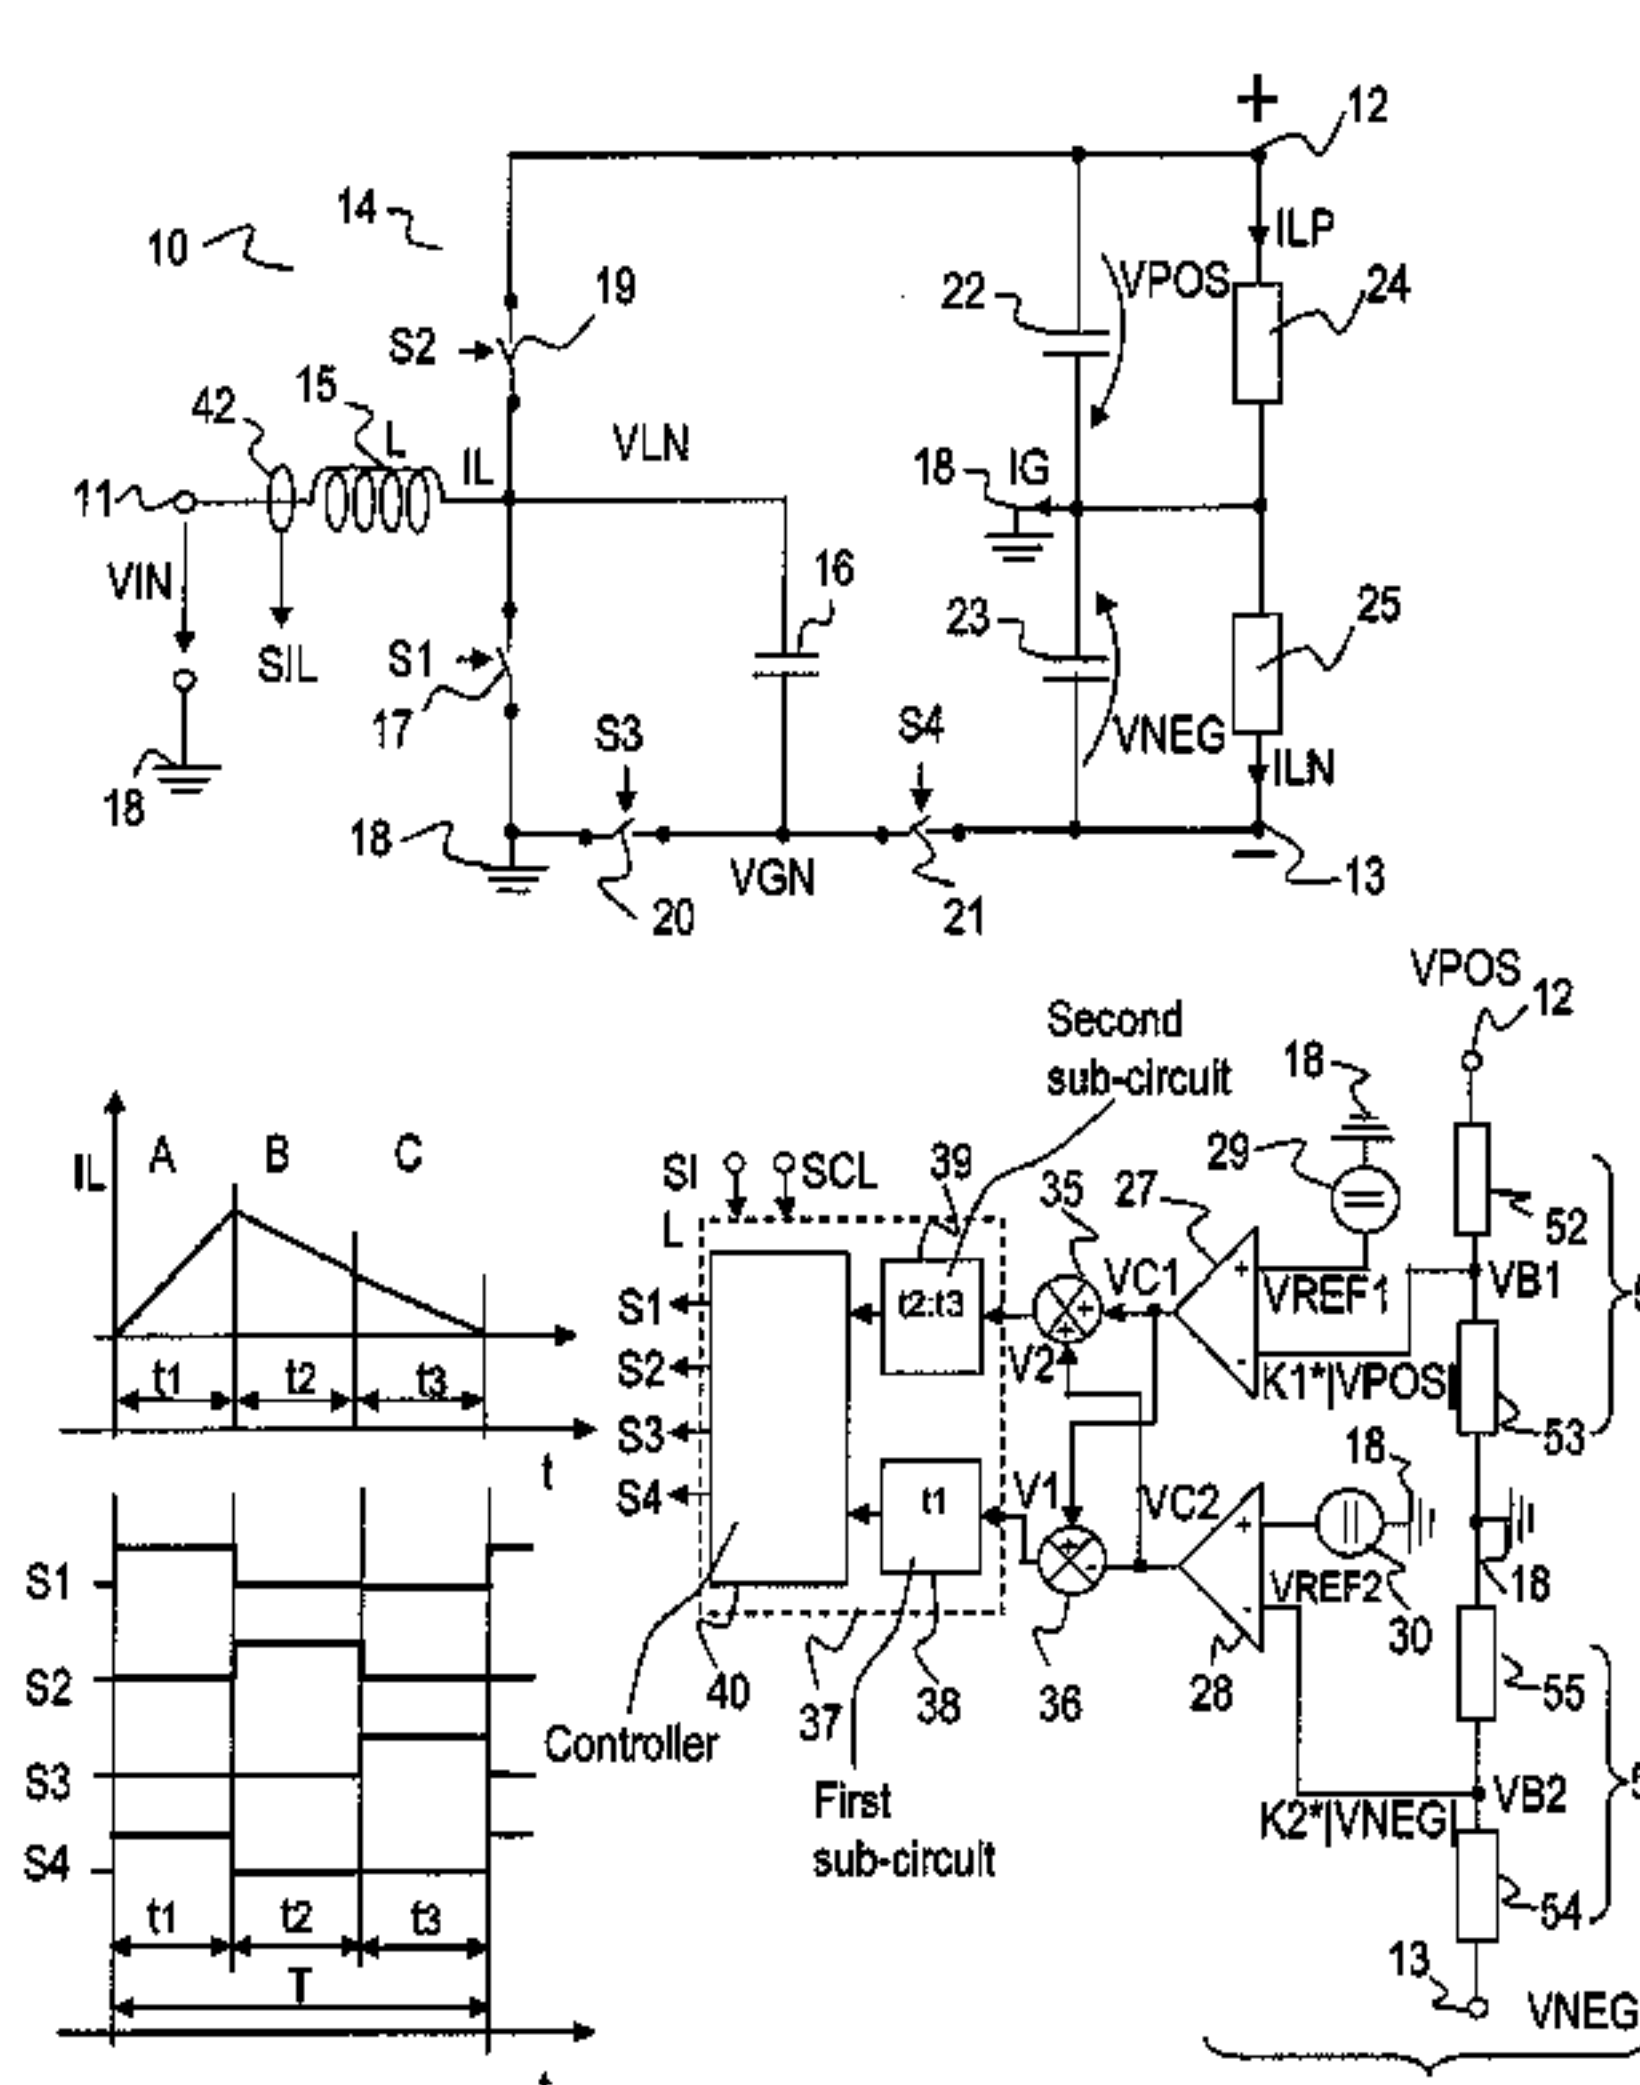 +
12
ILP
14
10
VPOS
22
24
19
S2
15
42
L
IL
VLN
18
IG
11
VIN
16
23
25
S1
SIL
17
S3
S4
VNEG
ILN
18
18
VGN
13
20
21
VPOS
12
Second
sub-circuit
18
29
A
B
C
IL
SI
L
SCL
39
35
27
52
VC1
VREF1
VB1
S1
t2:t3
S2
V2
K1*|VPOS|
t1
t2
t3
S3
18
53
t
S4
V1
t1
VC2
VREF2
18
S1
30
S2
40
37
38
36
28
55
Controller
S3
First
sub-circuit
VB2
K2*|VNEG|
S4
54
t1
t2
t3
13
T
VNEG